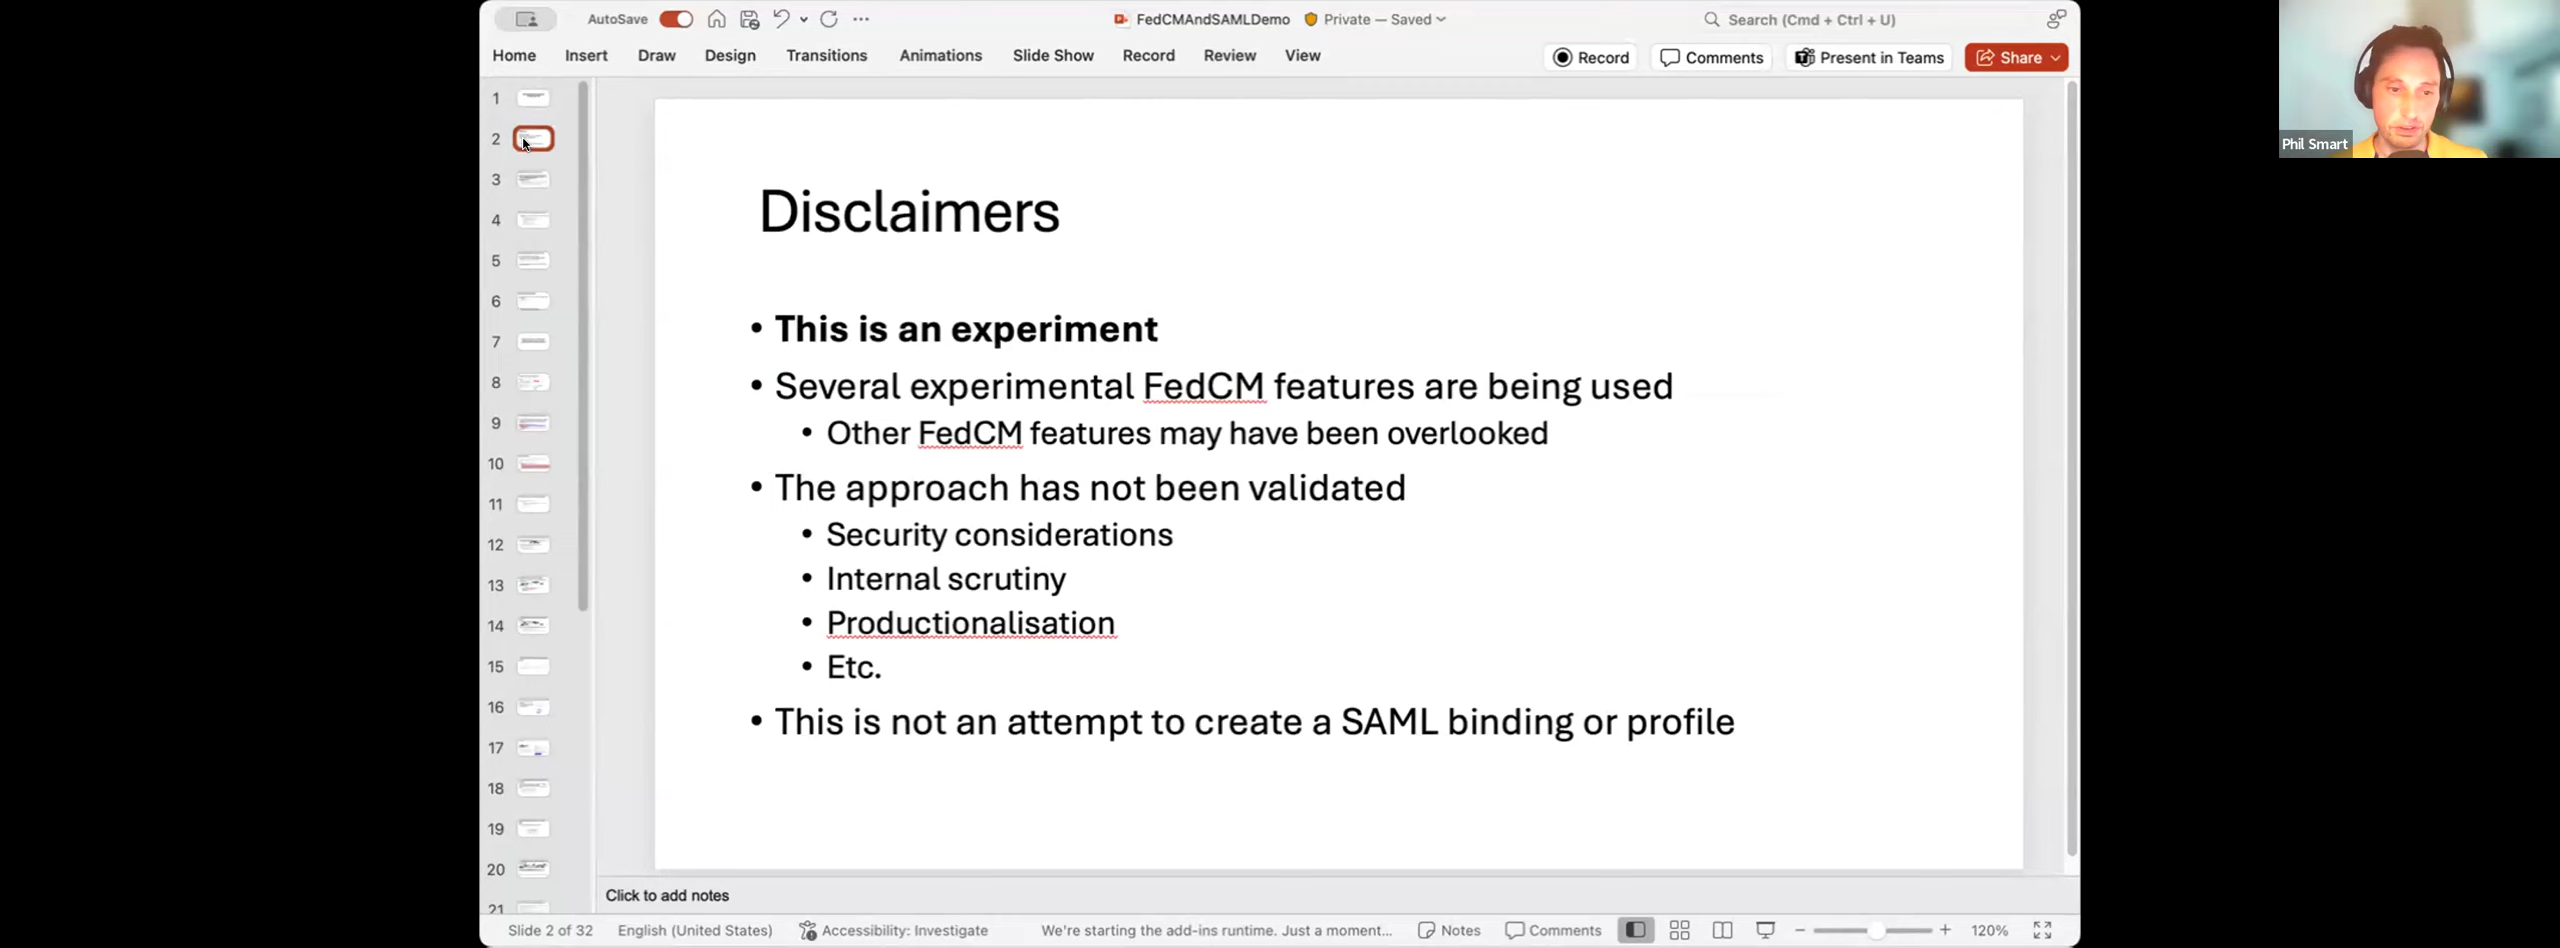 AutoSave
FedCMAndSAMLDemo
Private — Saved
Search (Cmd + Ctrl + U)
Home Insert Draw Design Transitions Animations Slide Show Record Review View
Record Comments Present in Teams Share
Phil Smart
1
2
3
4
5
6
7
8
9
10
11
12
13
14
15
16
17
18
19
20
21
Disclaimers
• This is an experiment
• Several experimental FedCM features are being used
• Other FedCM features may have been overlooked
• The approach has not been validated
• Security considerations
• Internal scrutiny
• Productionalisation
• Etc.
• This is not an attempt to create a SAML binding or profile
Click to add notes
Slide 2 of 32 English (United States) Accessibility: Investigate We're starting the add-ins runtime. Just a moment... Notes Comments 120%